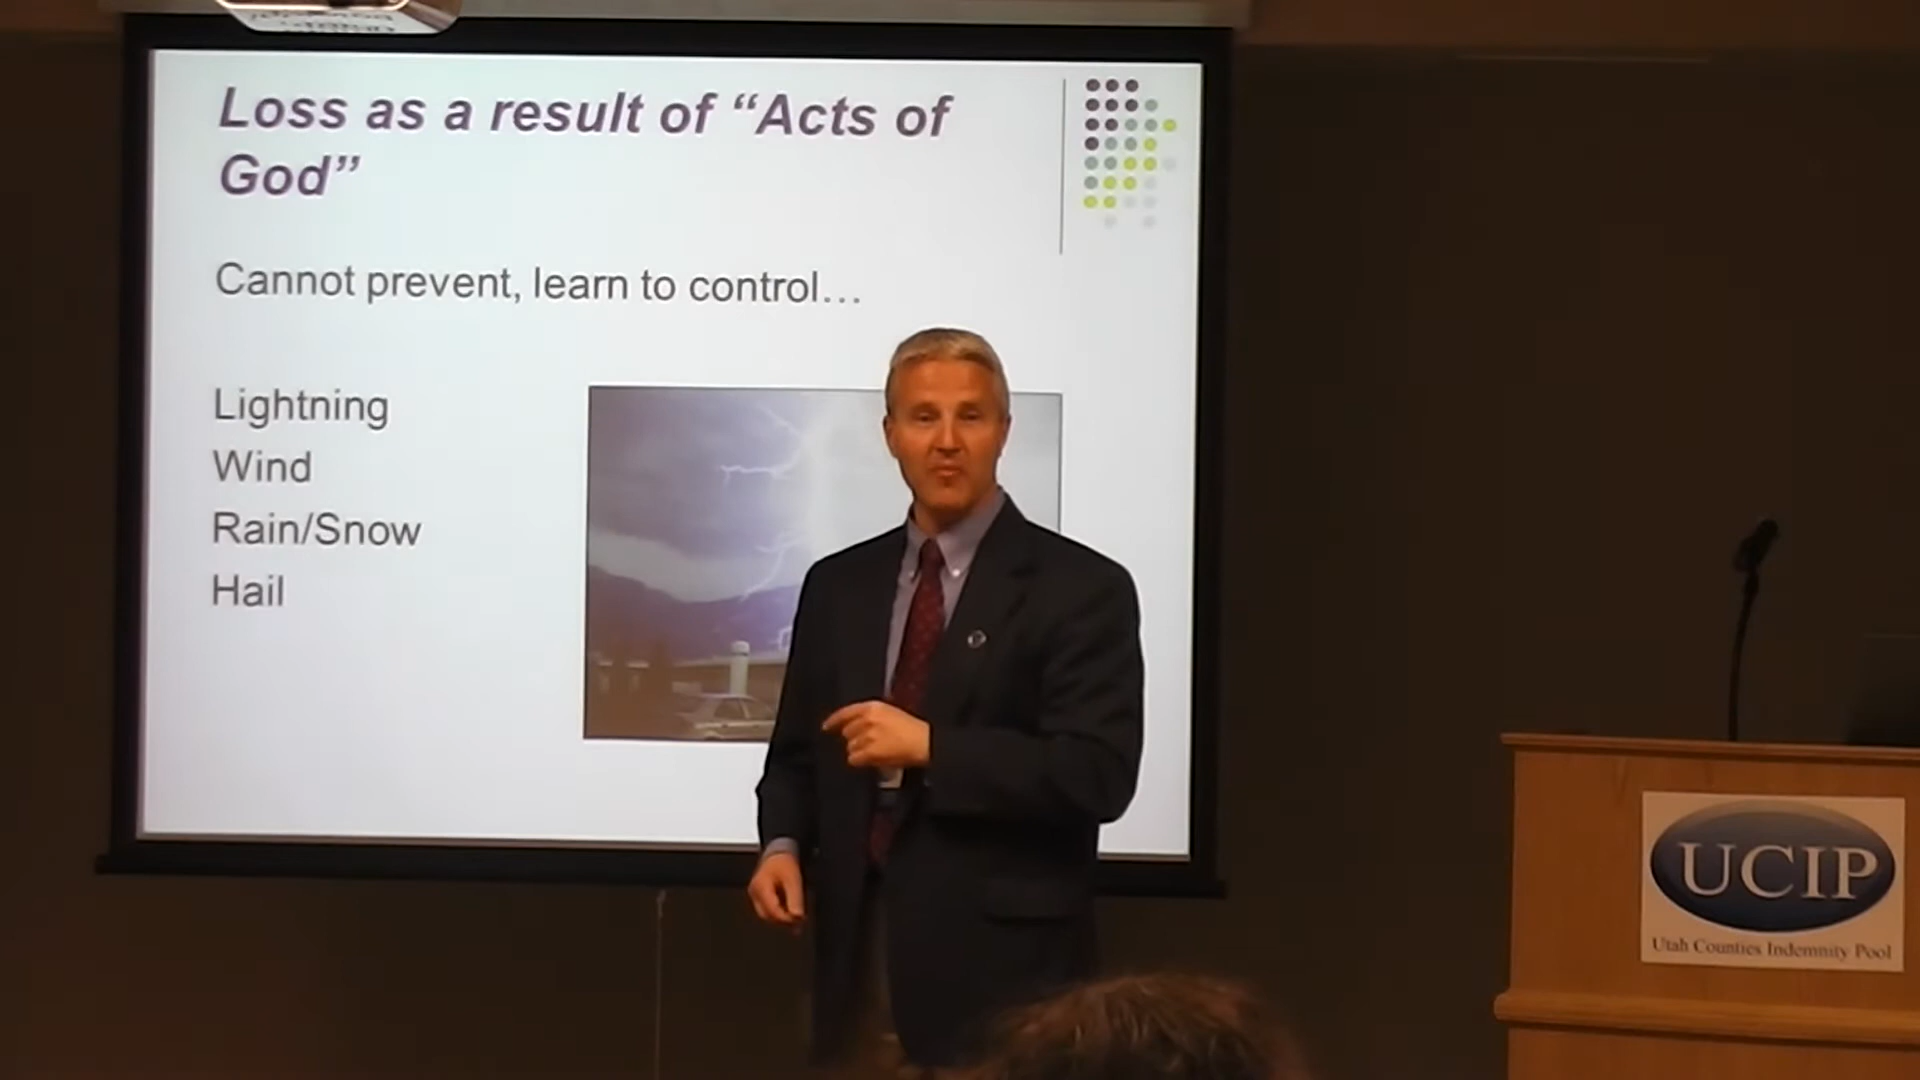 Loss as a result of “Acts of
God”
Cannot prevent, learn to control…
Lightning
Wind
Rain/Snow
Hail
UCIP
Utah Counties Indemnity Pool